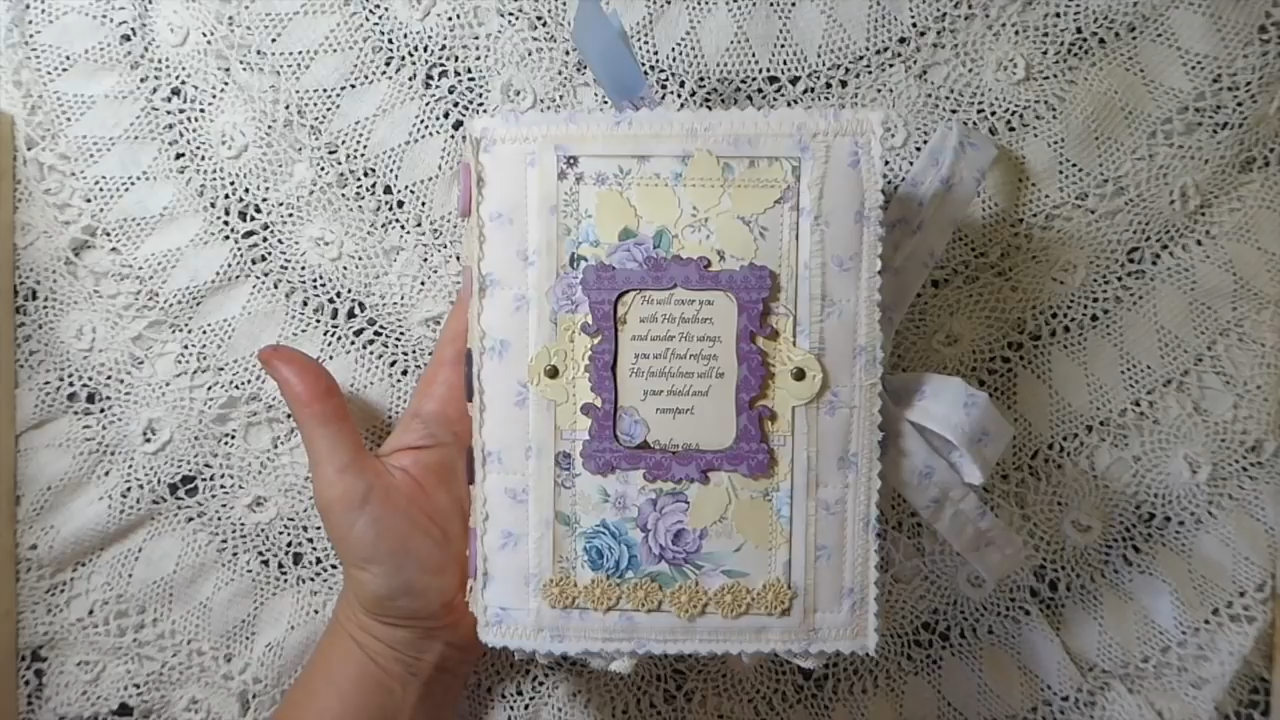 He will cover you
with His feathers,
and under His wings,
you will find refuge;
His faithfulness will be
your shield and
rampart.
Psalm